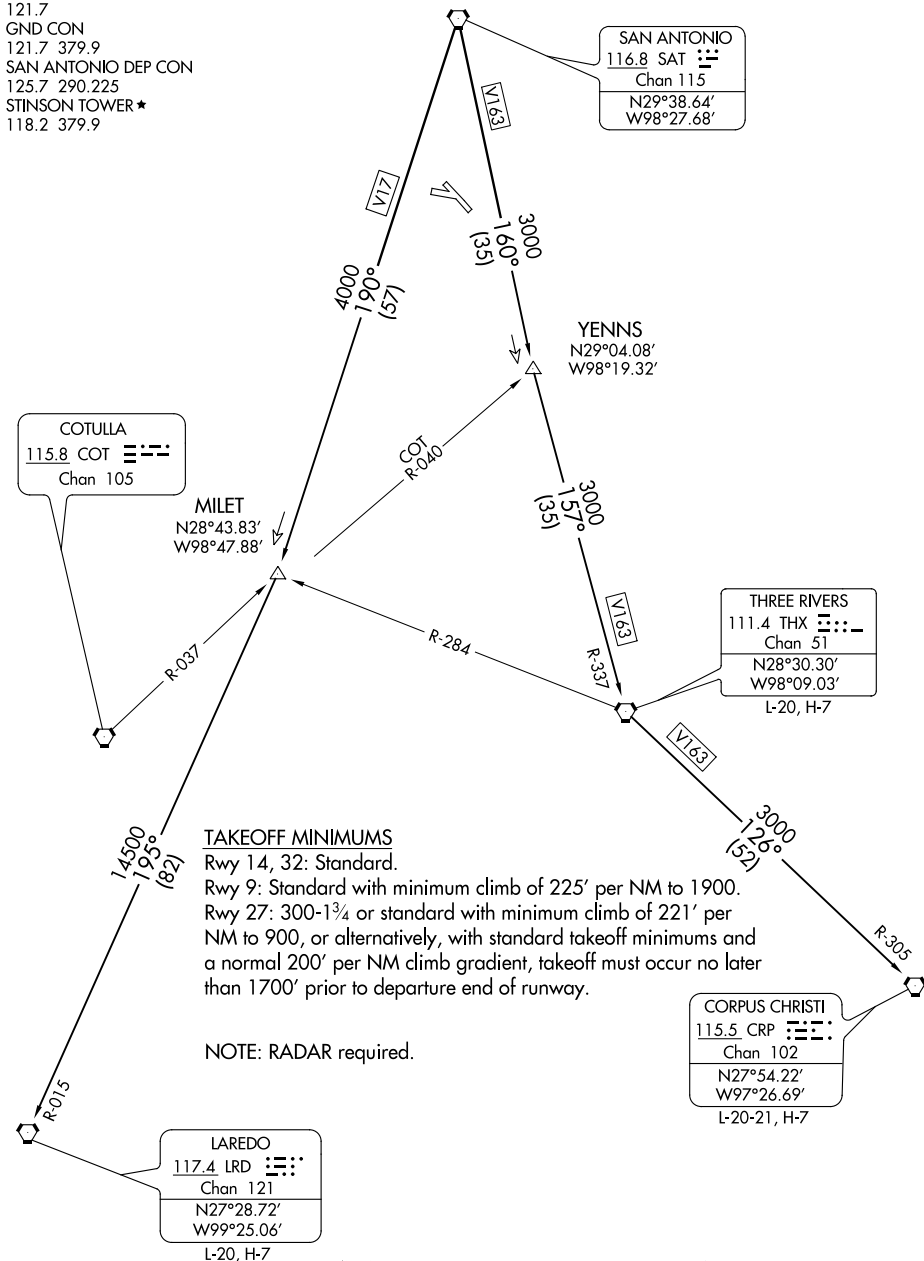 121.7
GND CON
121.7 379.9
SAN ANTONIO DEP CON
125.7 290.225
STINSON TOWER ★
118.2 379.9
SAN ANTONIO
116.8 SAT
Chan 115
N29°38.64′
W98°27.68′
V163
V17
3000
160°
(35)
4000
190°
(57)
YENNS
N29°04.08′
W98°19.32′
COTULLA
115.8 COT
Chan 105
COT
R-040
MILET
N28°43.83′
W98°47.88′
3000
157°
(35)
V163
R-337
THREE RIVERS
111.4 THX
Chan 51
N28°30.30′
W98°09.03′
L-20, H-7
R-037
R-284
V163
3000
126°
(52)
R-305
14500
195°
(82)
TAKEOFF MINIMUMS
Rwy 14, 32: Standard.
Rwy 9: Standard with minimum climb of 225′ per NM to 1900.
Rwy 27: 300-1¾ or standard with minimum climb of 221′ per
NM to 900, or alternatively, with standard takeoff minimums and
a normal 200′ per NM climb gradient, takeoff must occur no later
than 1700′ prior to departure end of runway.
NOTE: RADAR required.
CORPUS CHRISTI
115.5 CRP
Chan 102
N27°54.22′
W97°26.69′
L-20-21, H-7
R-015
LAREDO
117.4 LRD
Chan 121
N27°28.72′
W99°25.06′
L-20, H-7